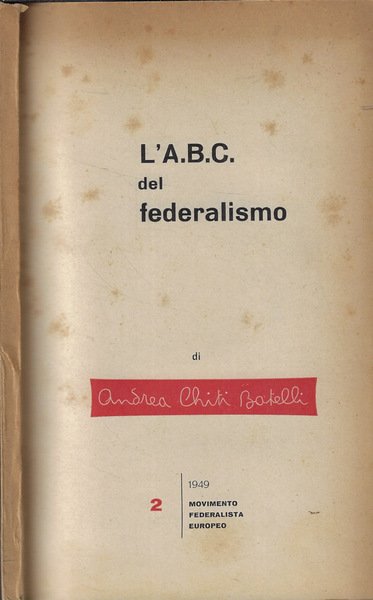 L'A.B.C.
del
federalismo
di
Andrea Chiti Batelli
2
1949
MOVIMENTO
FEDERALISTA
EUROPEO